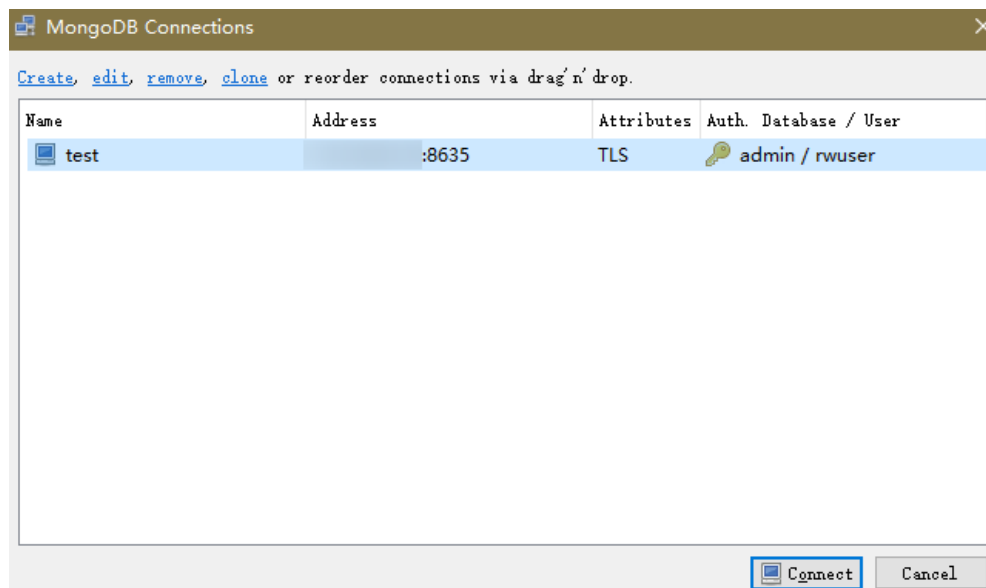 MongoDB Connections
Create, edit, remove, clone or reorder connections via drag'n'drop.
Name Address Attributes Auth. Database / User
test :8635 TLS admin / rwuser
Connect Cancel